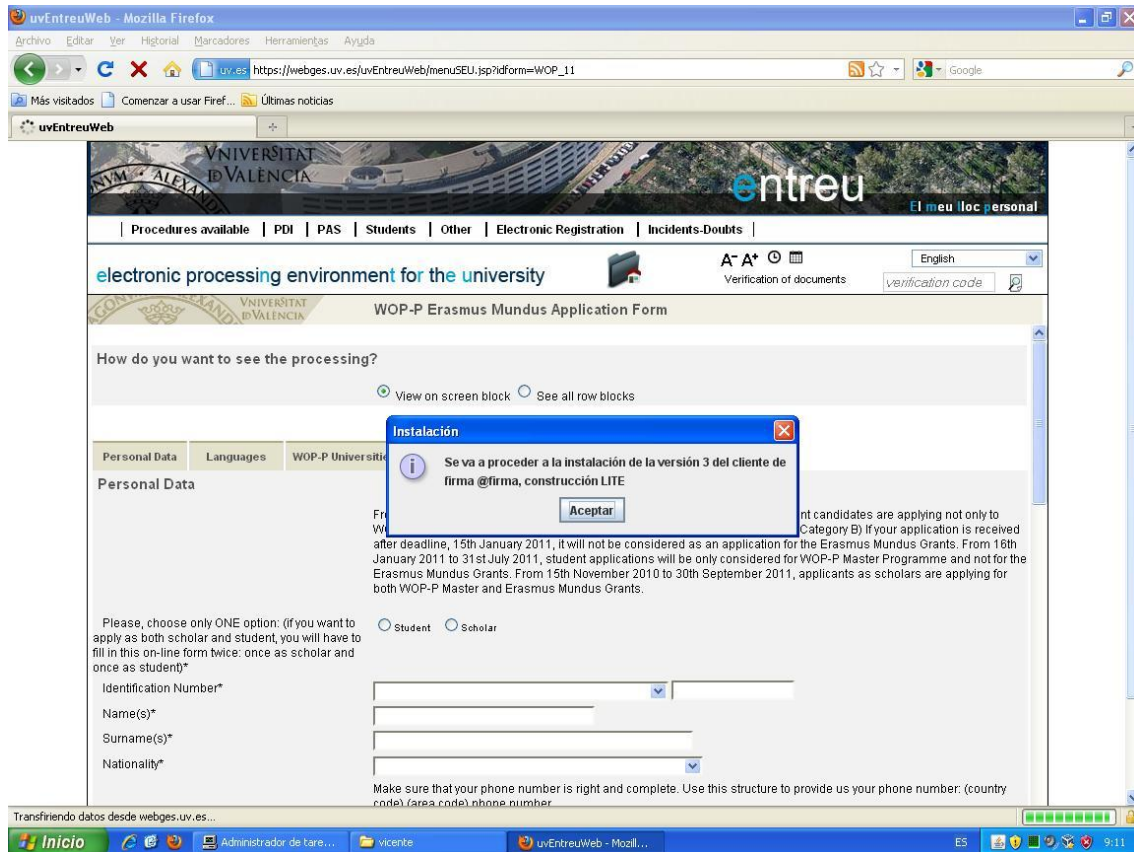 uvEntreuWeb - Mozilla Firefox
Archivo Editar Ver Historial Marcadores Herramientas Ayuda
uv.es https://webges.uv.es/uvEntreuWeb/menuSEU.jsp?idform=WOP_11
Google
Más visitados Comenzar a usar Firef... Últimas noticias
uvEntreuWeb
VNIVERSITAT
ID VALÈNCIA
entreu
El meu lloc personal
| Procedures available | PDI | PAS | Students | Other | Electronic Registration | Incidents-Doubts |
electronic processing environment for the university
A- A+
Verification of documents
English
verification code
VNIVERSITAT
ID VALÈNCIA
WOP-P Erasmus Mundus Application Form
How do you want to see the processing?
View on screen block See all row blocks
Instalación
Se va a proceder a la instalación de la versión 3 del cliente de
firma @firma, construcción LITE
Aceptar
Personal Data Languages WOP-P
Personal Data
nt candidates are applying not only to
Category B) If your application is received
after deadline, 15th January 2011, it will not be considered as an application for the Erasmus Mundus Grants. From 16th
January 2011 to 31st July 2011, student applications will be only considered for WOP-P Master Programme and not for the
Erasmus Mundus Grants. From 15th November 2010 to 30th September 2011, applicants as scholars are applying for
both WOP-P Master and Erasmus Mundus Grants.
Please, choose only ONE option: (if you want to
apply as both scholar and student, you will have to
fill in this on-line form twice: once as scholar and
once as student)*
Student Scholar
Identification Number*
Name(s)*
Surname(s)*
Nationality*
Make sure that your phone number is right and complete. Use this structure to provide us your phone number: (country
code) (area code) phone number
Transfiriendo datos desde webges.uv.es...
Inicio
Administrador de tare...
vicente
uvEntreuWeb - Mozill...
ES
9:11